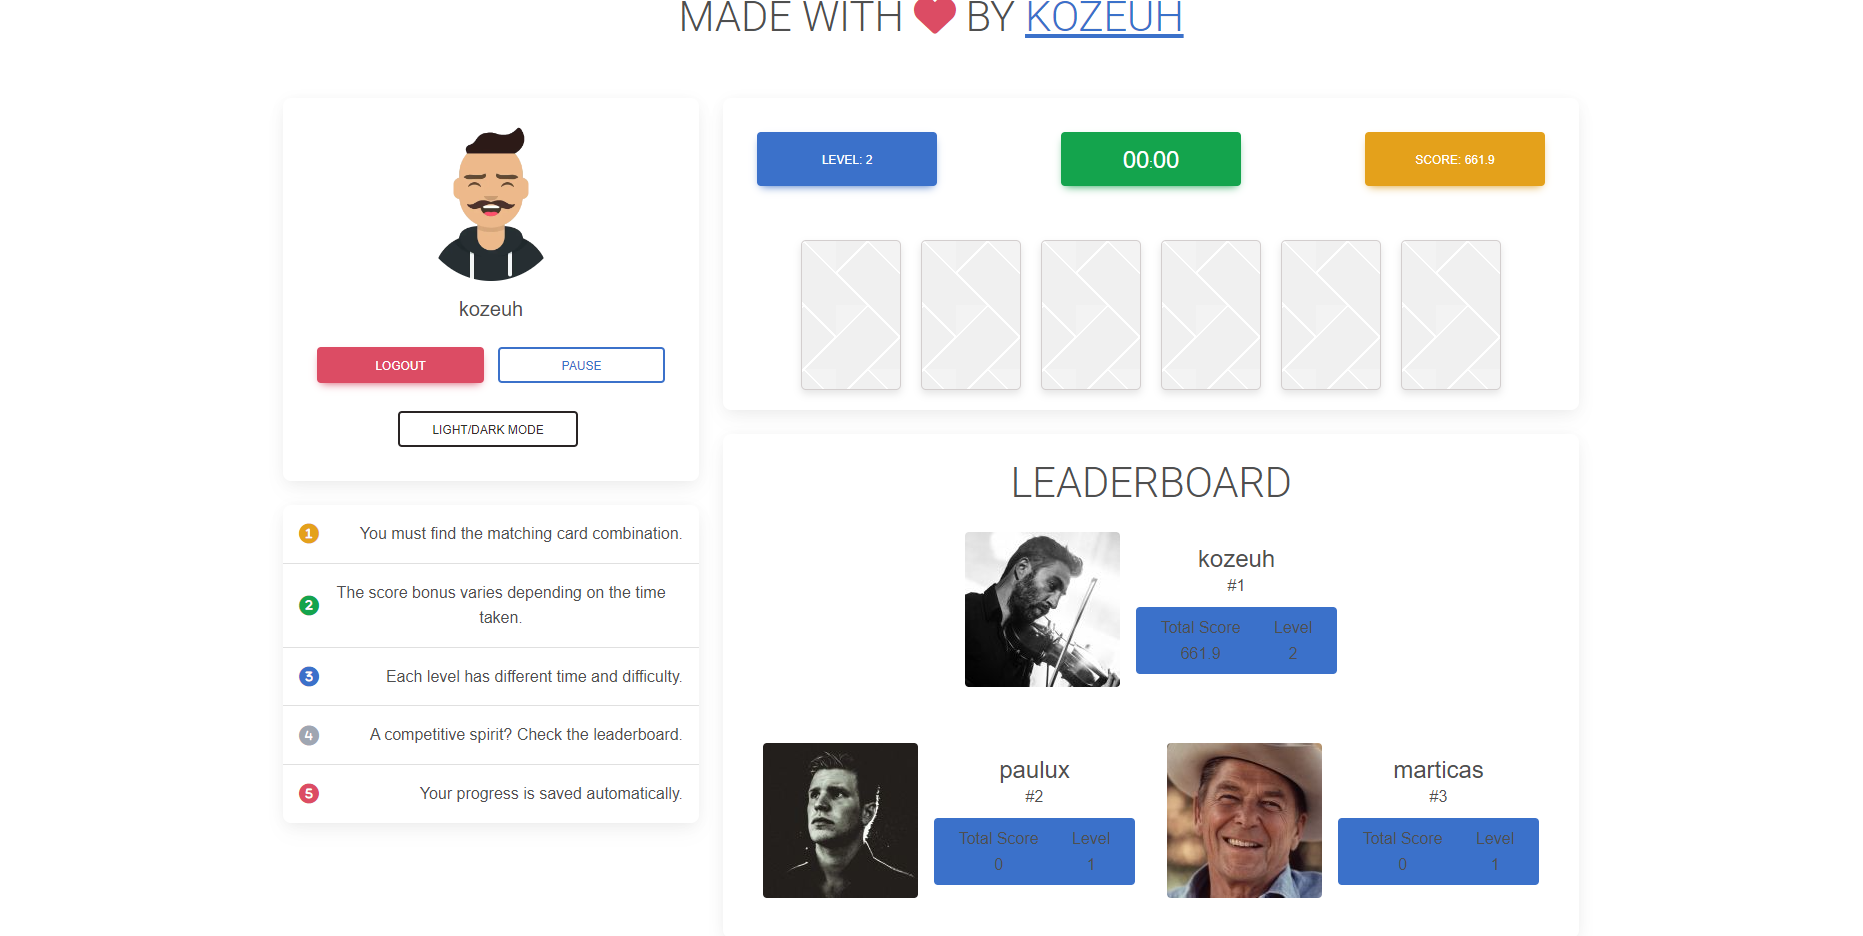 MADE WITH BY KOZEUH
kozeuh
LOGOUT
PAUSE
LIGHT/DARK MODE
1 You must find the matching card combination.
2 The score bonus varies depending on the time
taken.
3 Each level has different time and difficulty.
4 A competitive spirit? Check the leaderboard.
5 Your progress is saved automatically.
LEVEL: 2
00:00
SCORE: 661.9
LEADERBOARD
kozeuh
#1
Total Score Level
661.9 2
paulux
#2
Total Score Level
0 1
marticas
#3
Total Score Level
0 1